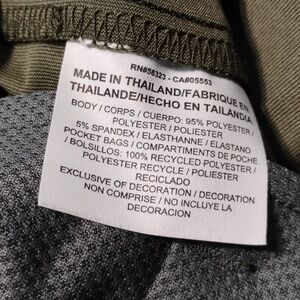 RN#56323 - CA#05553
MADE IN THAILAND/FABRIQUÉ EN
THAILANDE/HECHO EN TAILANDIA
BODY / CORPS / CUERPO: 95% POLYESTER /
POLYESTER / POLIESTER
5% SPANDEX / ELASTHANNE / ELASTANO
POCKET BAGS / COMPARTIMENTS DE POCHE
/ BOLSILLOS: 100% RECYCLED POLYESTER /
POLYESTER RECYCLE / POLIESTER
RECICLADO
EXCLUSIVE OF DECORATION / DECORATION
NON COMPRISE / NO INCLUYE LA
DECORACION